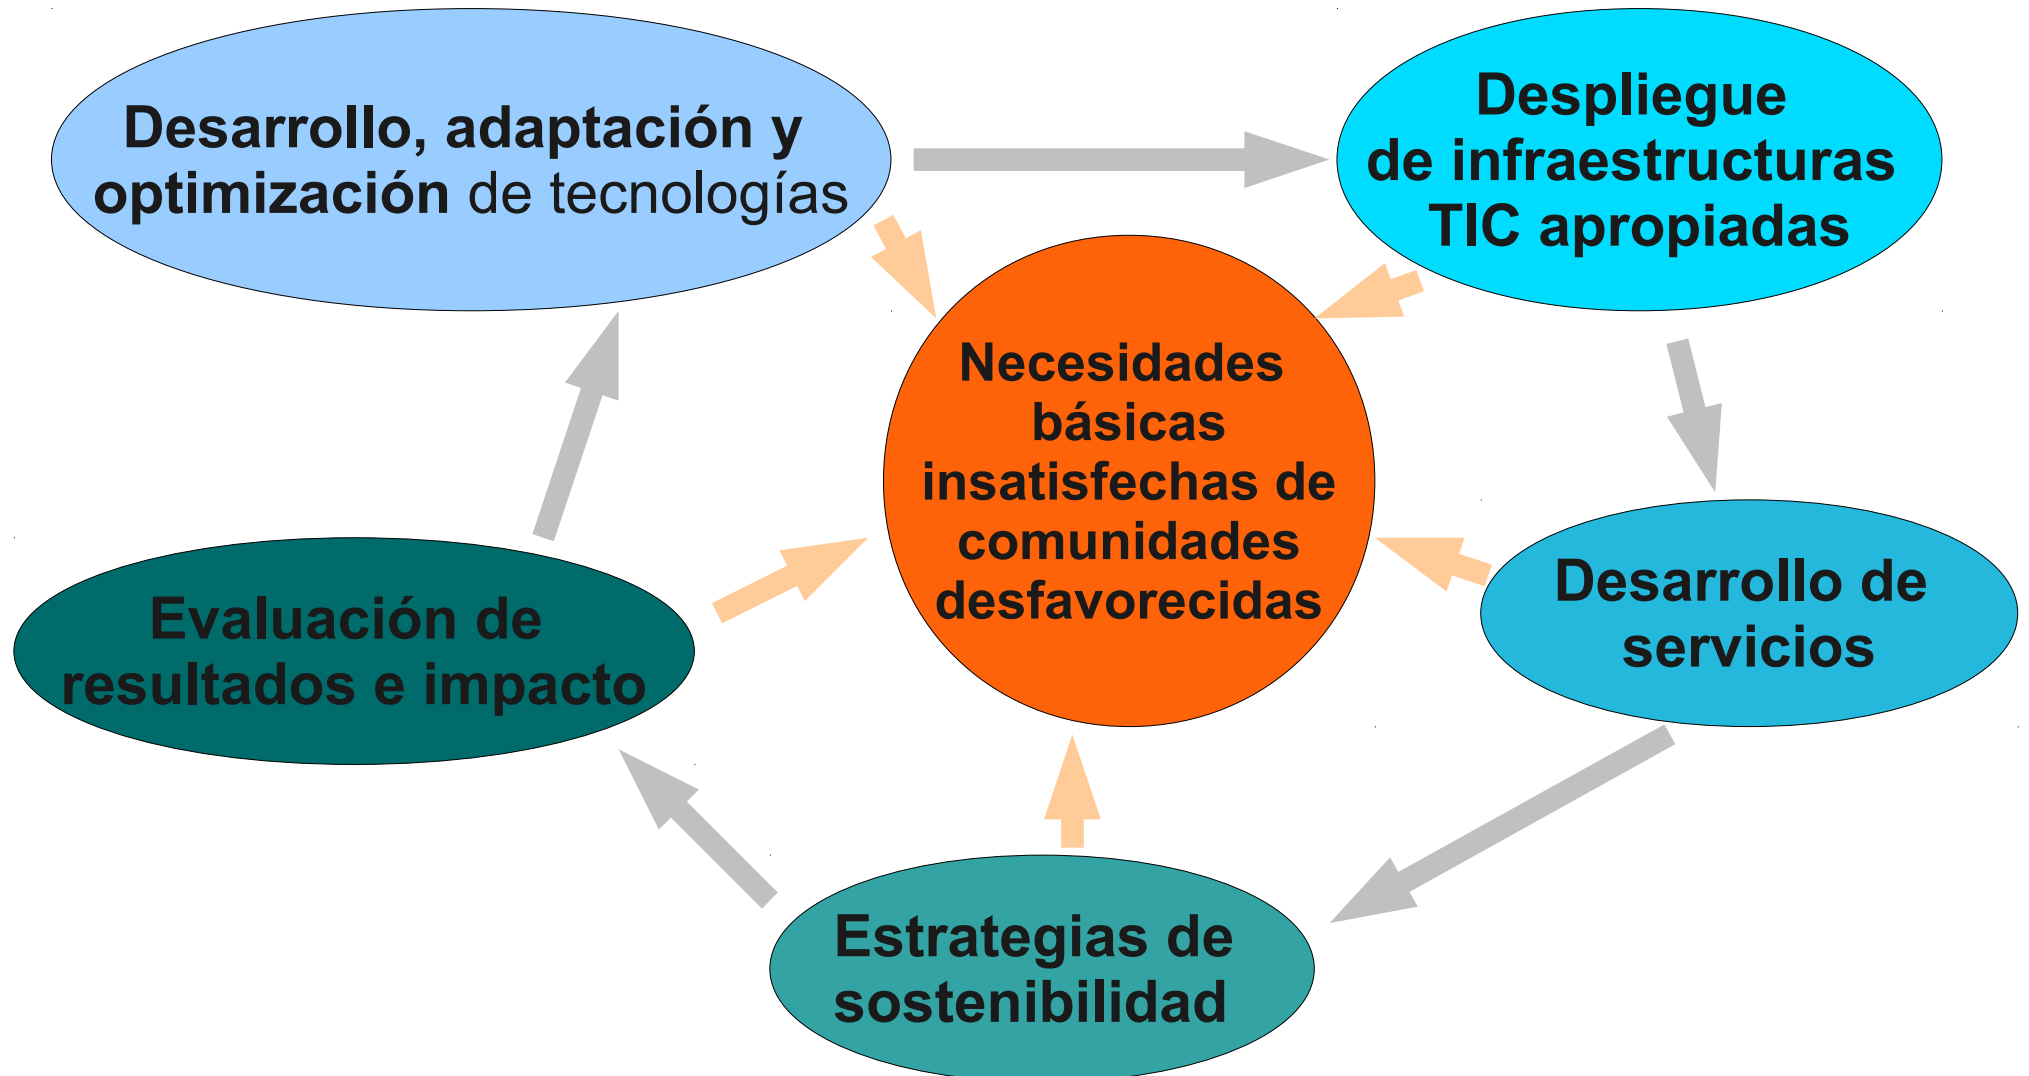 Desarrollo, adaptación y
optimización de tecnologías
Despliegue
de infraestructuras
TIC apropiadas
Necesidades
básicas
insatisfechas de
comunidades
desfavorecidas
Desarrollo de
servicios
Evaluación de
resultados e impacto
Estrategias de
sostenibilidad